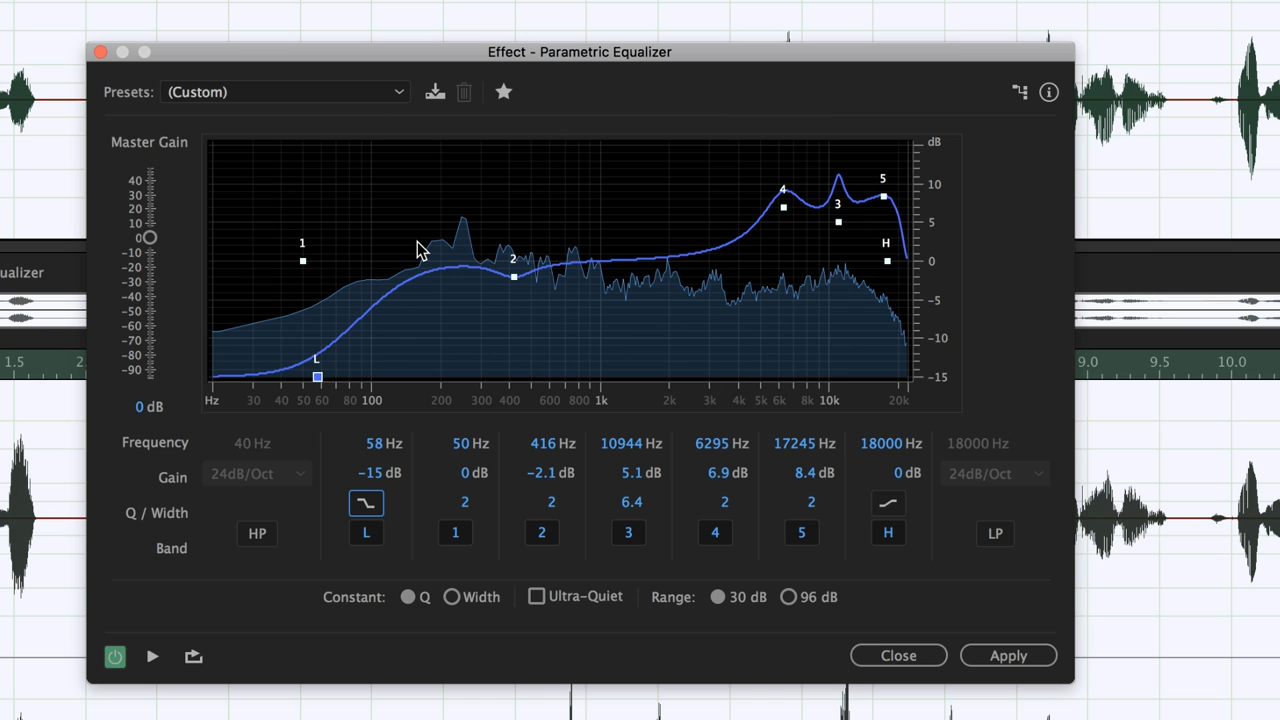 Effect - Parametric Equalizer
Presets: (Custom)
Master Gain
dB
40
30
20
10
0
-10
-20
-30
-40
-50
-60
-70
-80
-90
0 dB
10
5
0
-5
-10
-15
1
L
2
4
3
5
H
Hz 30 40 50 60 80 100 200 300 400 600 800 1k 2k 3k 4k 5k 6k 8k 10k 20k
ualizer
1.5 2
9.0 9.5 10.0
Frequency 40 Hz 58 Hz 50 Hz 416 Hz 10944 Hz 6295 Hz 17245 Hz 18000 Hz 18000 Hz
Gain 24dB/Oct -15 dB 0 dB -2.1 dB 5.1 dB 6.9 dB 8.4 dB 0 dB 24dB/Oct
Q / Width 2 2 6.4 2 2
Band HP L 1 2 3 4 5 H LP
Constant: Q Width Ultra-Quiet Range: 30 dB 96 dB
Close Apply